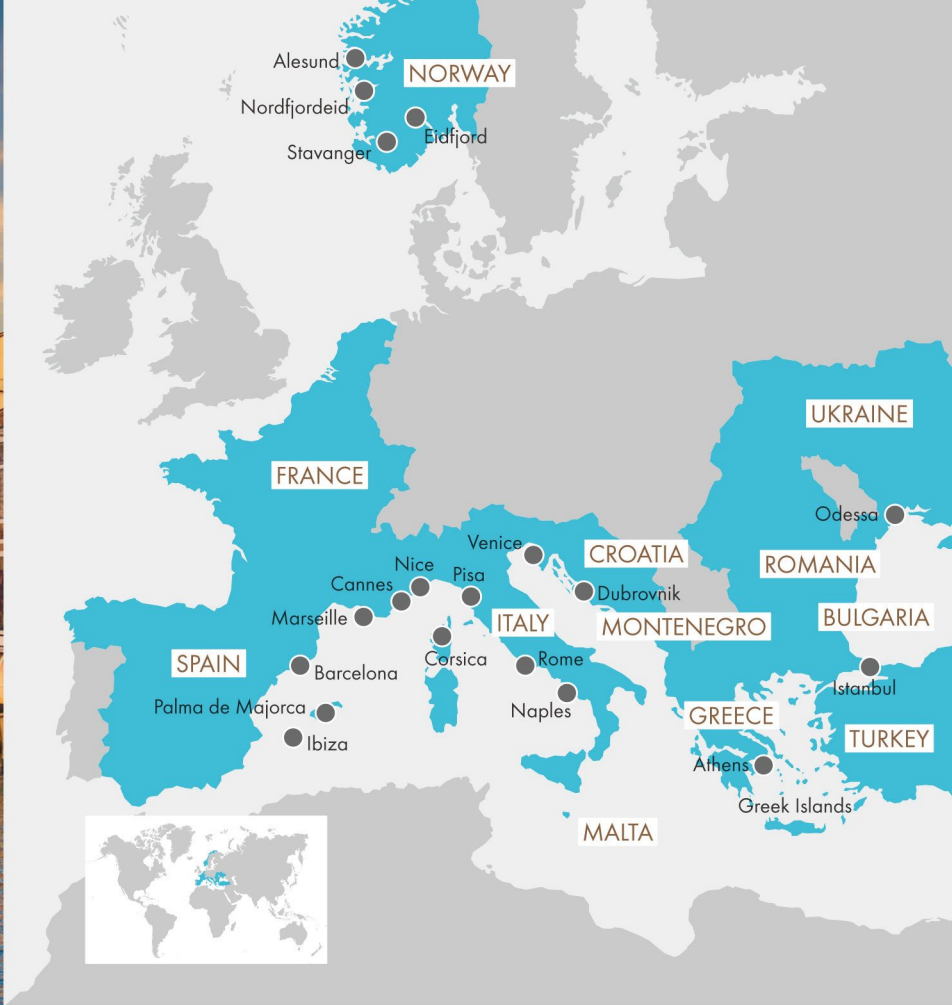 Alesund
NORWAY
Nordfjordeid
Eidfjord
Stavanger
UKRAINE
FRANCE
Odessa
Venice
CROATIA
ROMANIA
Nice
Pisa
Cannes
Dubrovnik
Marseille
ITALY
MONTENEGRO
BULGARIA
SPAIN
Corsica
Rome
Barcelona
Istanbul
Palma de Majorca
Naples
GREECE
Ibiza
TURKEY
Athens
Greek Islands
MALTA